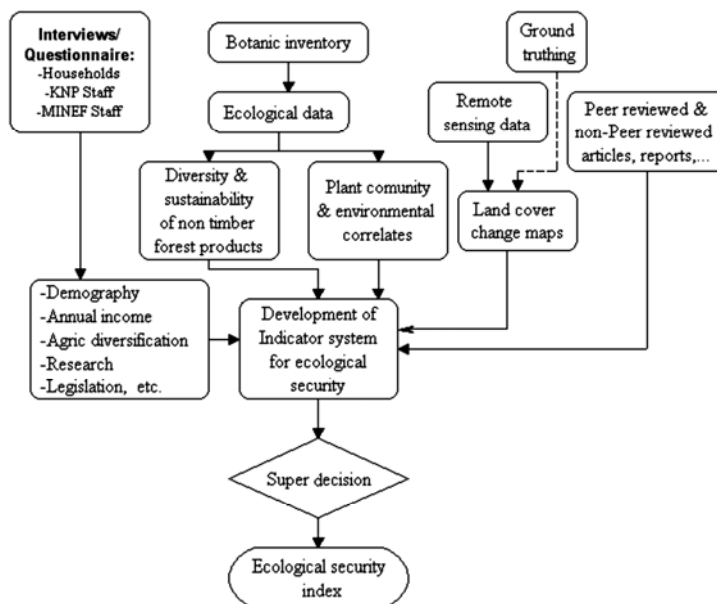 Interviews/
Questionnaire:
-Households
-KNP Staff
-MINEF Staff
Botanic inventory
Ground
truthing
Ecological data
Remote
sensing data
Peer reviewed &
non-Peer reviewed
articles, reports,...
Diversity &
sustainability
of non timber
forest products
Plant comunity
& environmental
correlates
Land cover
change maps
-Demography
-Annual income
-Agric diversification
-Research
-Legislation, etc.
Development of
Indicator system
for ecological
security
Super decision
Ecological security
index